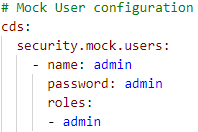 # Mock User configuration
cds:
  security.mock.users:
    - name: admin
      password: admin
      roles:
      - admin